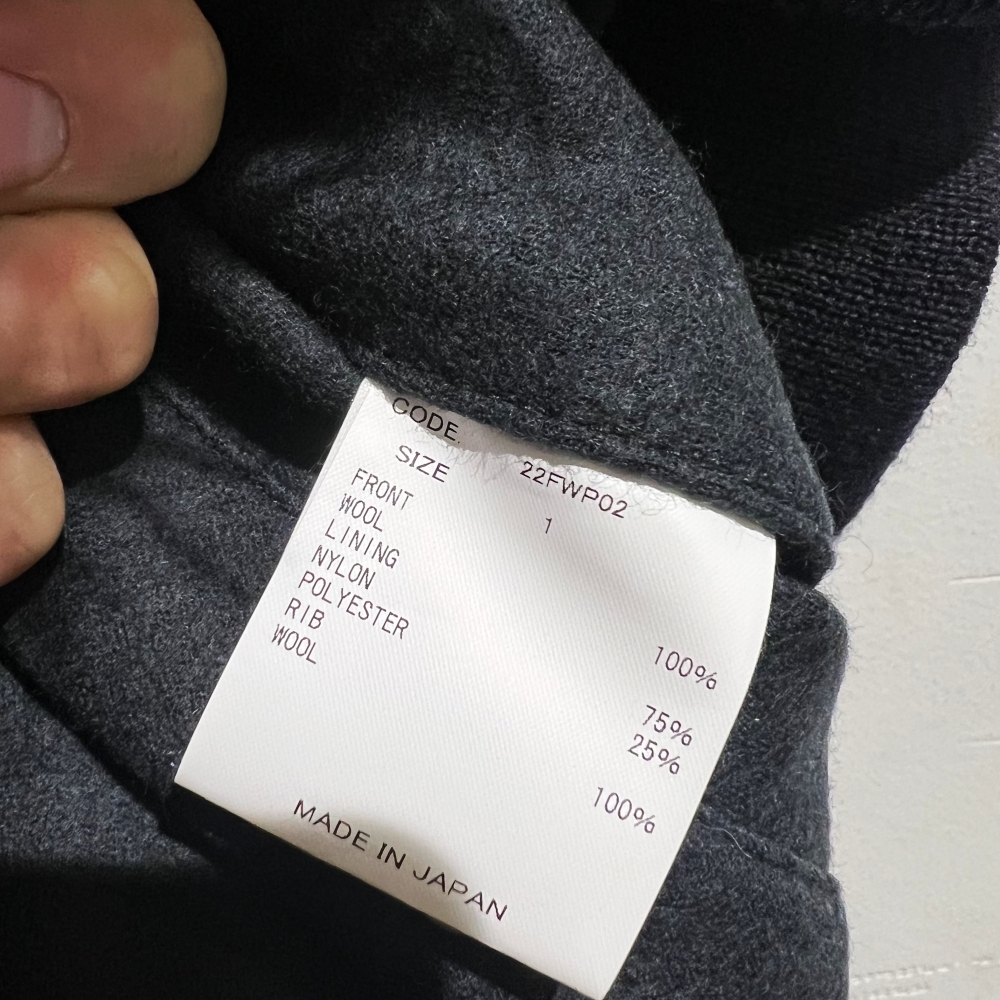 CODE. 22FWP02
SIZE 1
FRONT
WOOL 100%
LINING
NYLON 75%
POLYESTER 25%
RIB
WOOL 100%
MADE IN JAPAN